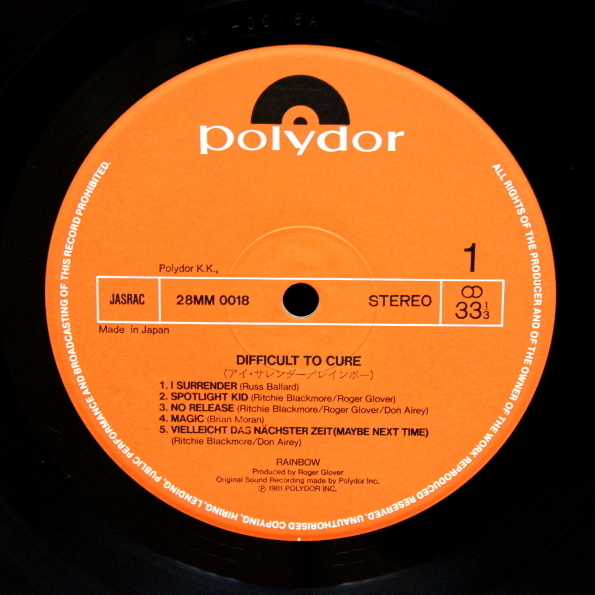 polydor
ALL RIGHTS OF THE PRODUCER AND OF THE OWNER OF THE WORK REPRODUCED RESERVED. UNAUTHORISED COPYING, HIRING, LENDING, PUBLIC PERFORMANCE AND BROADCASTING OF THIS RECORD PROHIBITED.
1
Polydor K.K.,
JASRAC 28MM 0018 STEREO 33 1/3
Made in Japan
DIFFICULT TO CURE
(アイ・サレンダー/レインボー)
1. I SURRENDER (Russ Ballard)
2. SPOTLIGHT KID (Ritchie Blackmore/Roger Glover)
3. NO RELEASE (Ritchie Blackmore/Roger Glover/Don Airey)
4. MAGIC (Brian Moran)
5. VIELLEICHT DAS NÄCHSTER ZEIT(MAYBE NEXT TIME)
(Ritchie Blackmore/Don Airey)
RAINBOW
Produced by Roger Glover
Original Sound Recording made by Polydor Inc.
℗ 1981 POLYDOR INC.